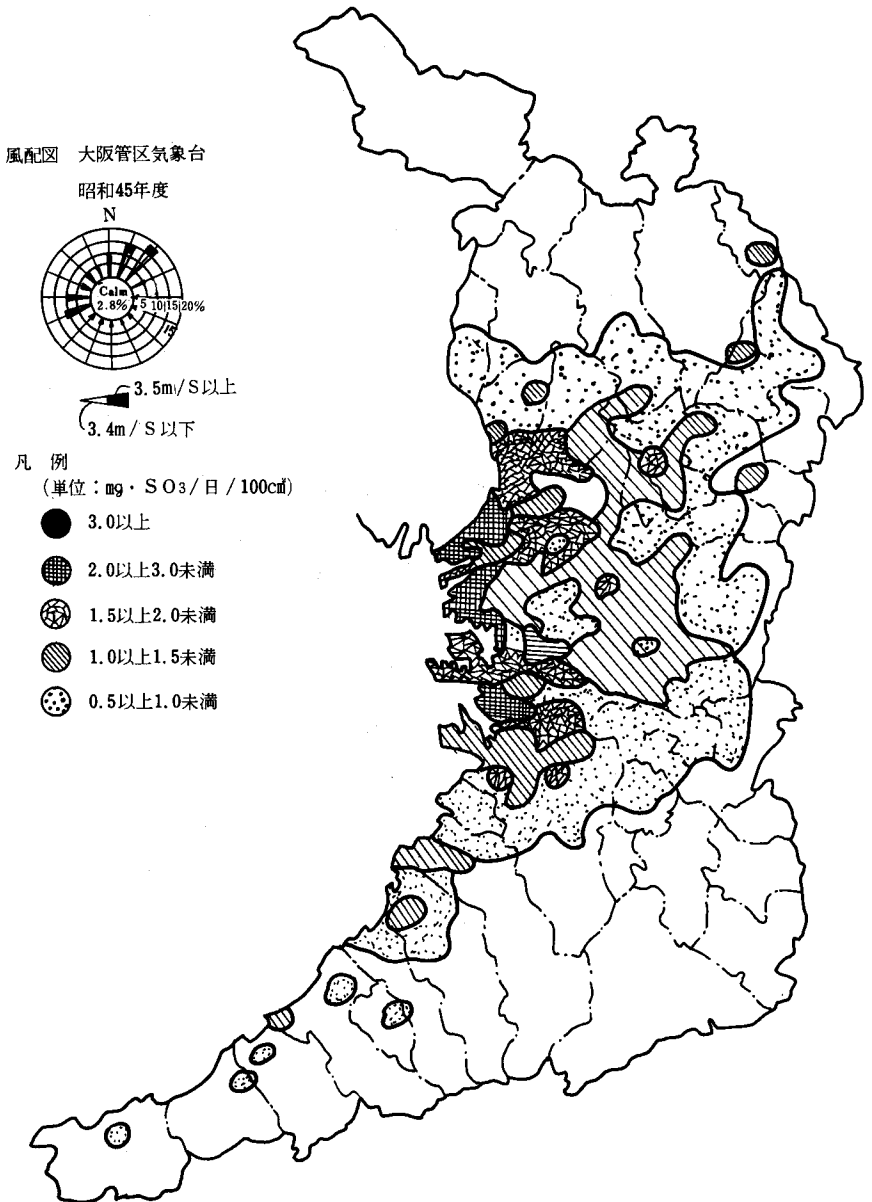 風配図 大阪管区気象台
昭和45年度
N
Calm
2.8%
5 10 15 20%
15
3.5m/S以上
3.4m/S以下
凡例
(単位：mg・SO3/日/100cm²)
3.0以上
2.0以上3.0未満
1.5以上2.0未満
1.0以上1.5未満
0.5以上1.0未満